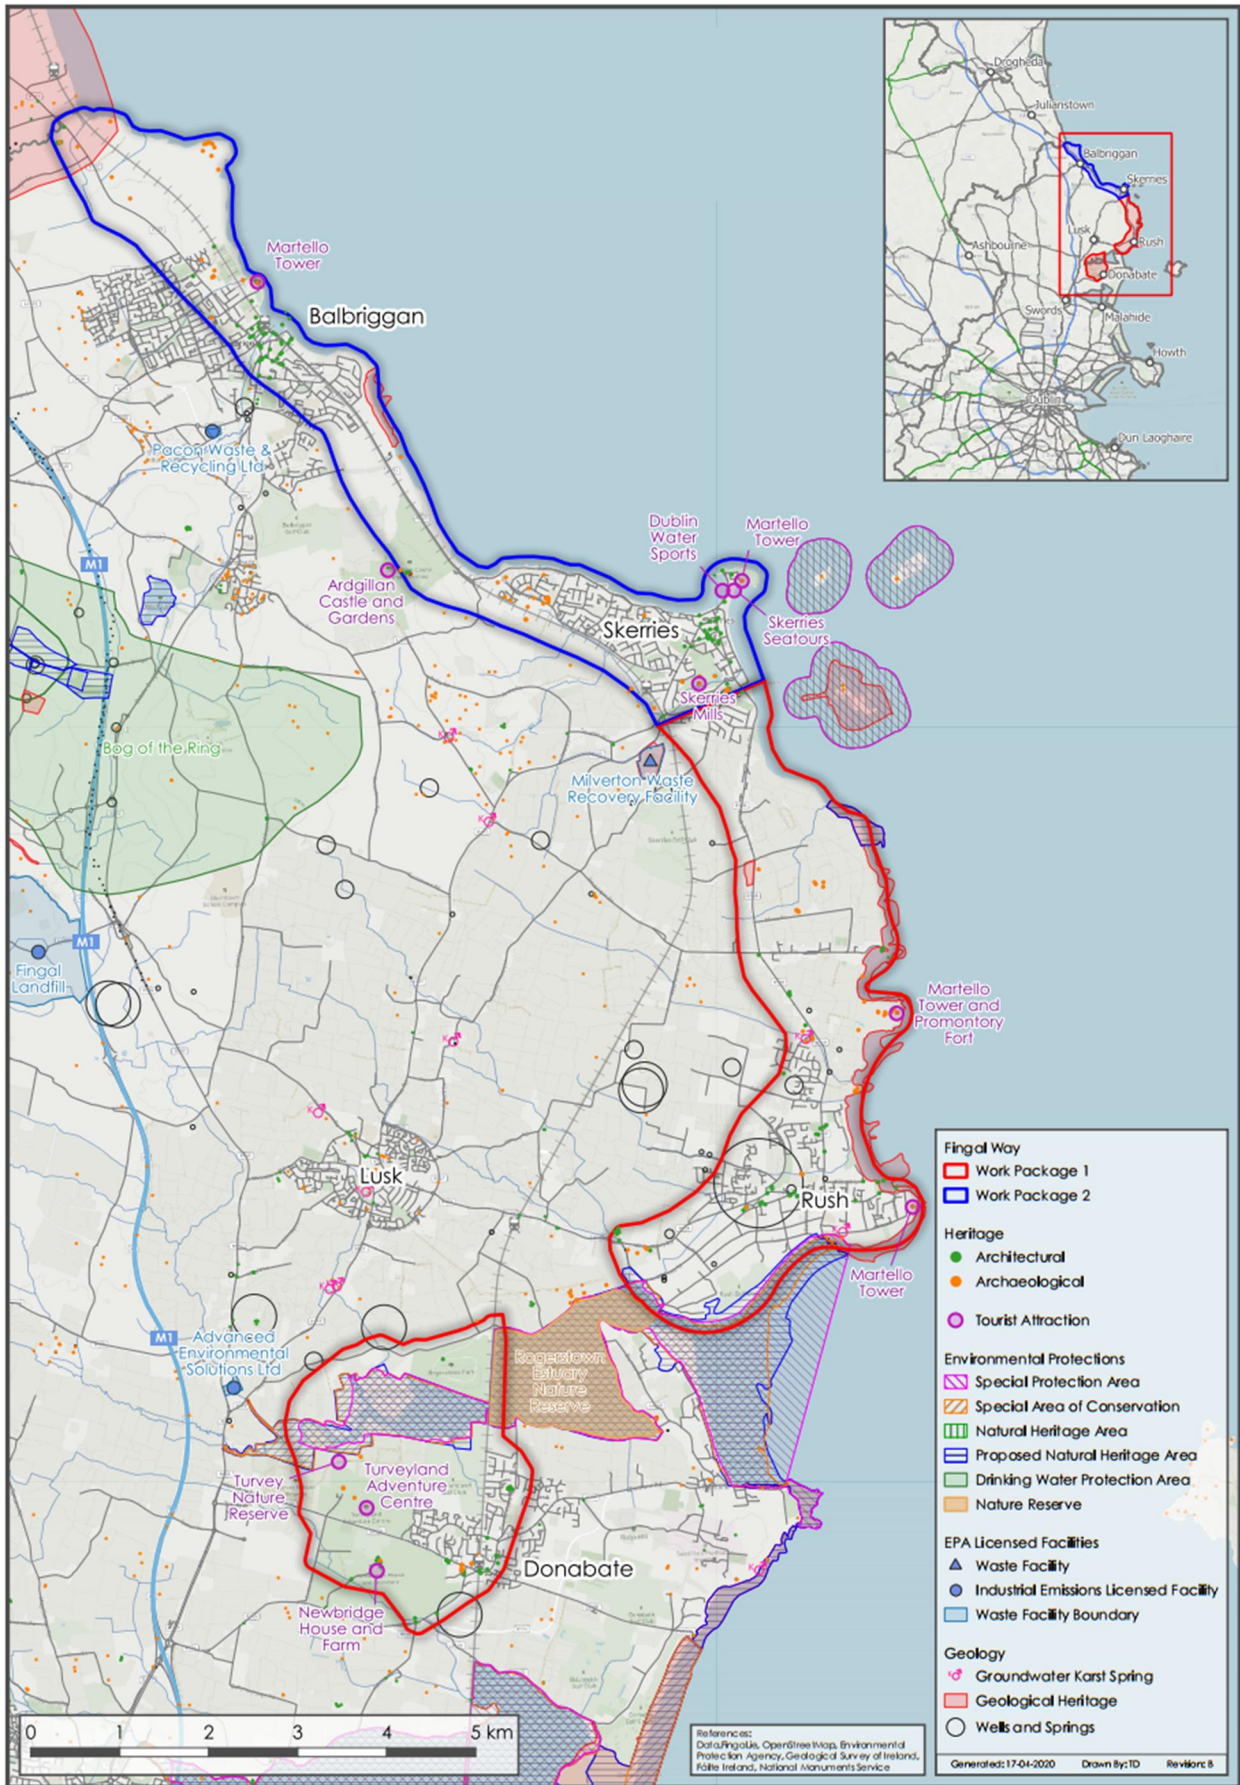 Drogheda
Julianstown
Balbriggan
Skerries
Lusk
Rush
Ashbourne
Donabate
Swords
Malahide
Howth
Dublin
Dun Laoghaire
Martello
Tower
Balbriggan
Pacon Waste &
Recycling Ltd
M1
Ardgillan
Castle and
Gardens
Dublin
Water
Sports
Martello
Tower
Skerries
Seatours
Skerries
Skerries
Mills
Bog of the Ring
Milverton Waste
Recovery Facility
M1
Fingal
Landfill
Martello
Tower and
Promontory
Fort
Lusk
Rush
Martello
Tower
M1
Advanced
Environmental
Solutions Ltd
Rogerstown
Estuary
Nature
Reserve
Turvey
Nature
Reserve
Turveyland
Adventure
Centre
Donabate
Newbridge
House and
Farm
0 1 2 3 4 5 km
References:
Data.Fingal.ie, OpenStreetMap, Environmental
Protection Agency, Geological Survey of Ireland,
Fáilte Ireland, National Monuments Service
Fingal Way
Work Package 1
Work Package 2
Heritage
Architectural
Archaeological
Tourist Attraction
Environmental Protections
Special Protection Area
Special Area of Conservation
Natural Heritage Area
Proposed Natural Heritage Area
Drinking Water Protection Area
Nature Reserve
EPA Licensed Facilities
Waste Facility
Industrial Emissions Licensed Facility
Waste Facility Boundary
Geology
Groundwater Karst Spring
Geological Heritage
Wells and Springs
Generated: 17-04-2020 Drawn By: TD Revision: B